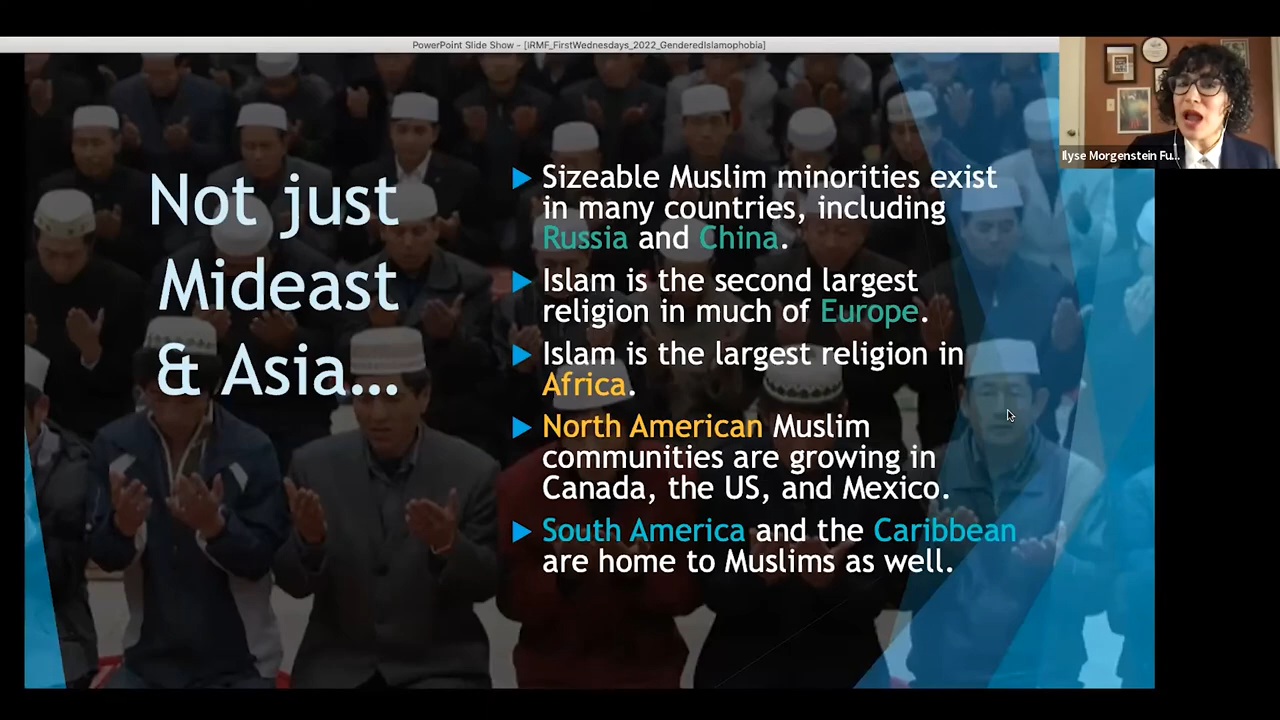 PowerPoint Slide Show - [IRMF_FirstWednesdays_2022_GenderedIslamophobia]
Ilyse Morgenstein Fu...
Not just
Mideast
& Asia...
Sizeable Muslim minorities exist
in many countries, including
Russia and China.
Islam is the second largest
religion in much of Europe.
Islam is the largest religion in
Africa.
North American Muslim
communities are growing in
Canada, the US, and Mexico.
South America and the Caribbean
are home to Muslims as well.